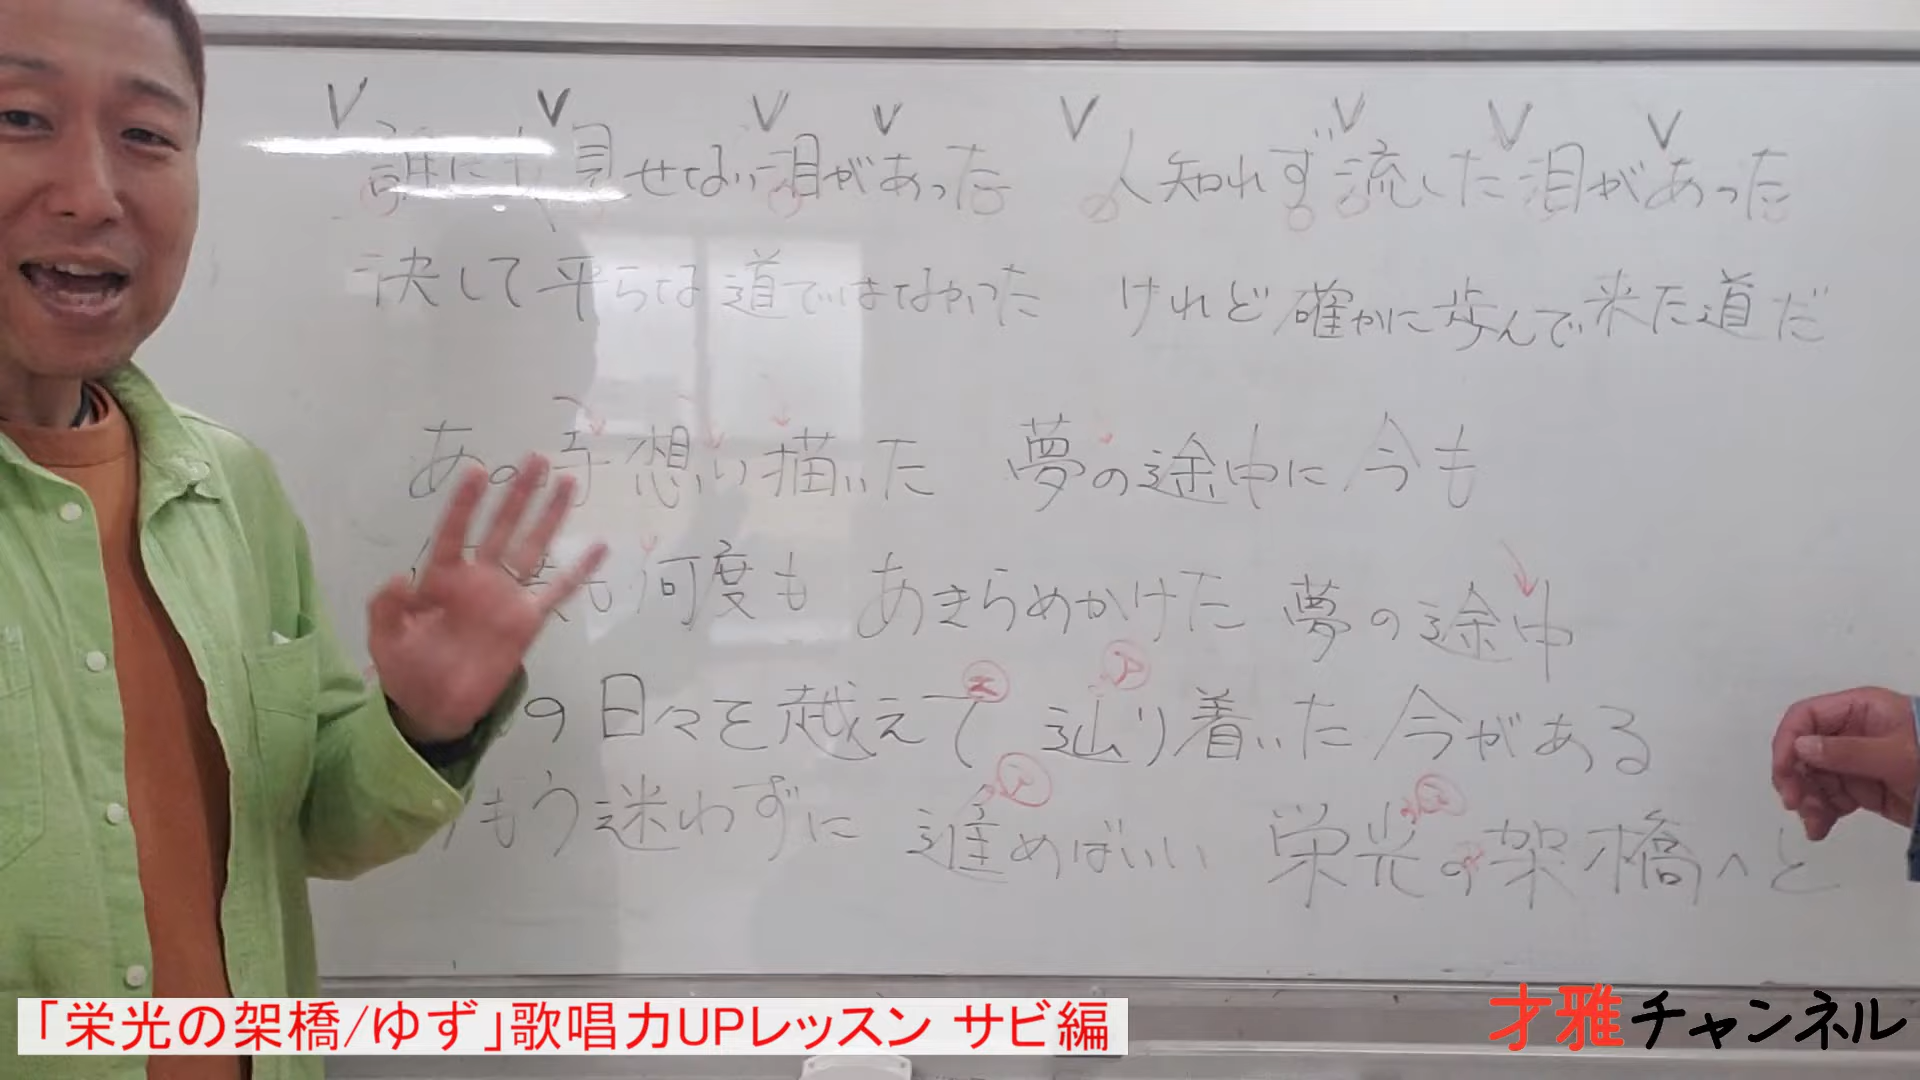 V V V V V V V V
誰にも見せない泪があった 人知れず流した泪があった
決して平らな道ではなかった けれど確かに歩んで来た道だ
あの 想い描いた 夢の途中に今も
も何度も あきらめかけた 夢の途中
の日々を越えて 辿り着いた今がある
もう迷わずに 進めばいい 栄光の架橋へと
「栄光の架橋/ゆず」歌唱力UPレッスン サビ編
才雅チャンネル